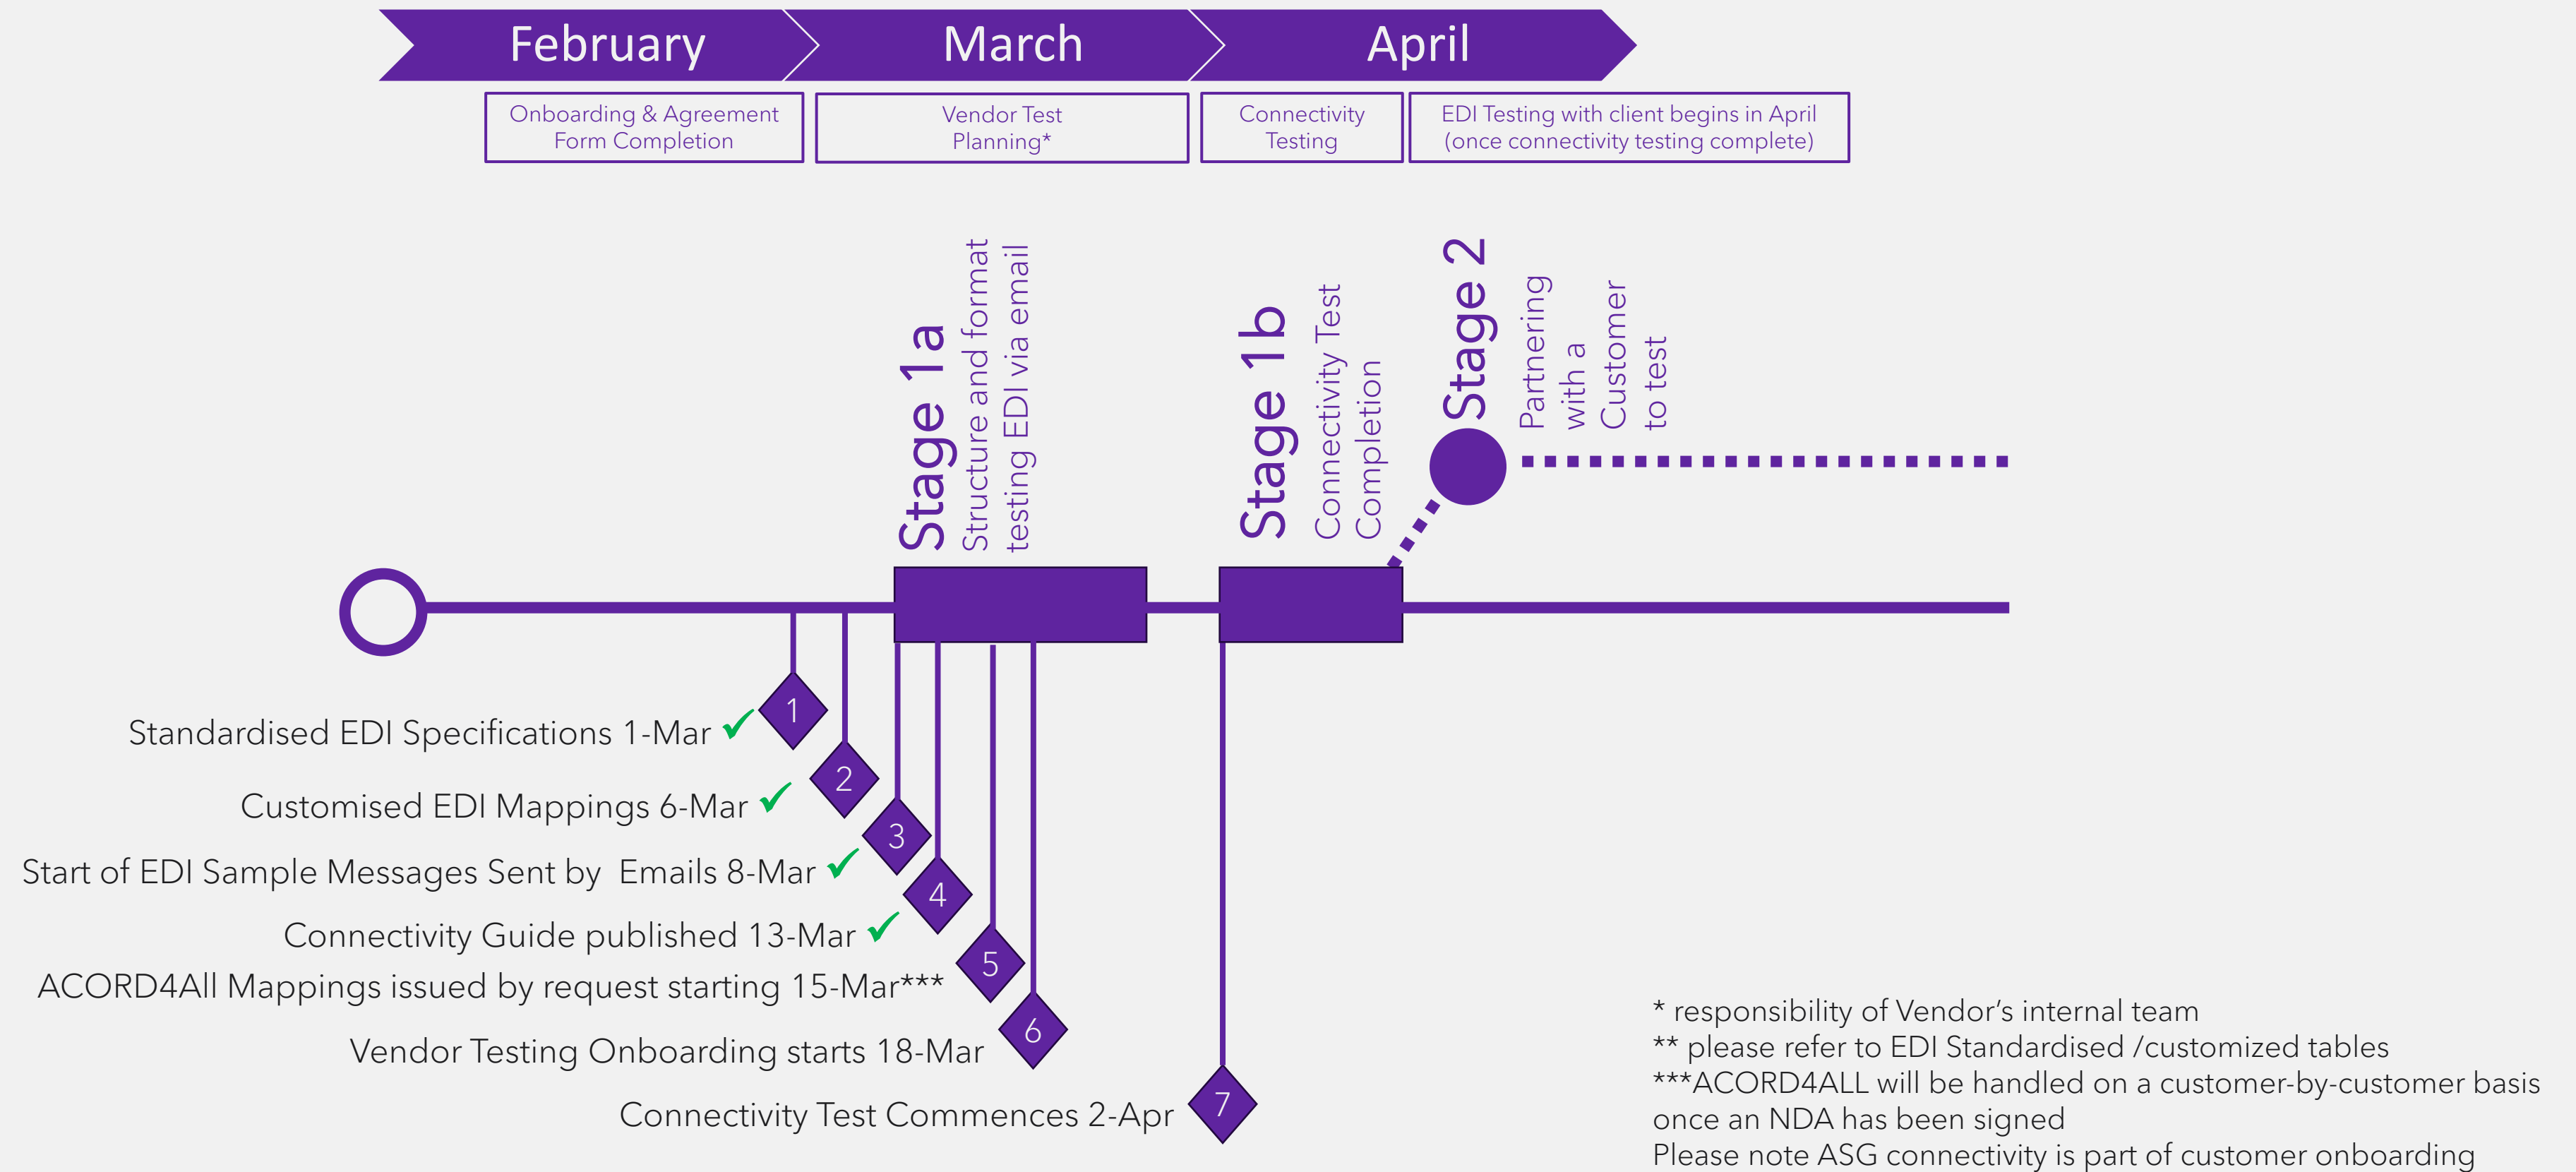 February
March
April
Onboarding & Agreement
Form Completion
Vendor Test
Planning*
Connectivity
Testing
EDI Testing with client begins in April
(once connectivity testing complete)
Stage 1a
Structure and format
testing EDI via email
Stage 1b
Connectivity Test
Completion
Stage 2
Partnering
with a
Customer
to test
1
Standardised EDI Specifications 1-Mar
2
Customised EDI Mappings 6-Mar
3
Start of EDI Sample Messages Sent by  Emails 8-Mar
4
Connectivity Guide published 13-Mar
5
ACORD4All Mappings issued by request starting 15-Mar***
6
Vendor Testing Onboarding starts 18-Mar
7
Connectivity Test Commences 2-Apr
* responsibility of Vendor’s internal team
** please refer to EDI Standardised /customized tables
***ACORD4ALL will be handled on a customer-by-customer basis
once an NDA has been signed
Please note ASG connectivity is part of customer onboarding